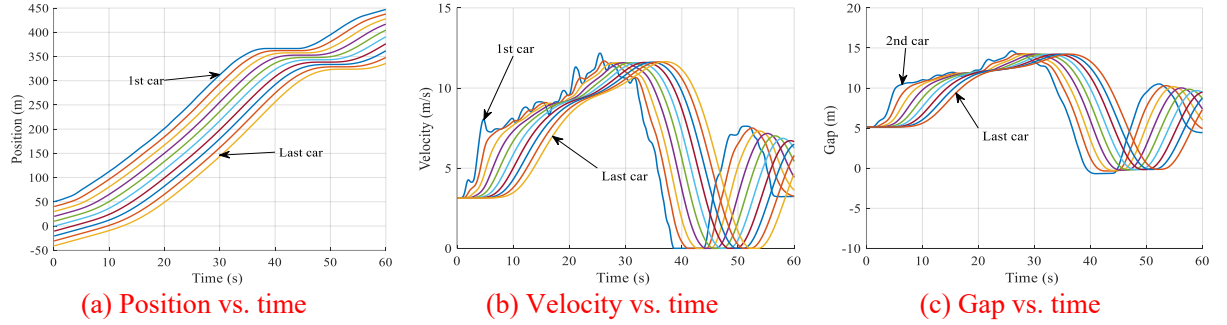 450
400
350
300
250
200
150
100
50
0
-50
Position (m)
1st car
Last car
0 10 20 30 40 50 60
Time (s)
(a) Position vs. time
15
10
5
0
Velocity (m/s)
1st car
Last car
0 10 20 30 40 50 60
Time (s)
(b) Velocity vs. time
20
15
10
5
0
-5
-10
Gap (m)
2nd car
Last car
0 10 20 30 40 50 60
Time (s)
(c) Gap vs. time